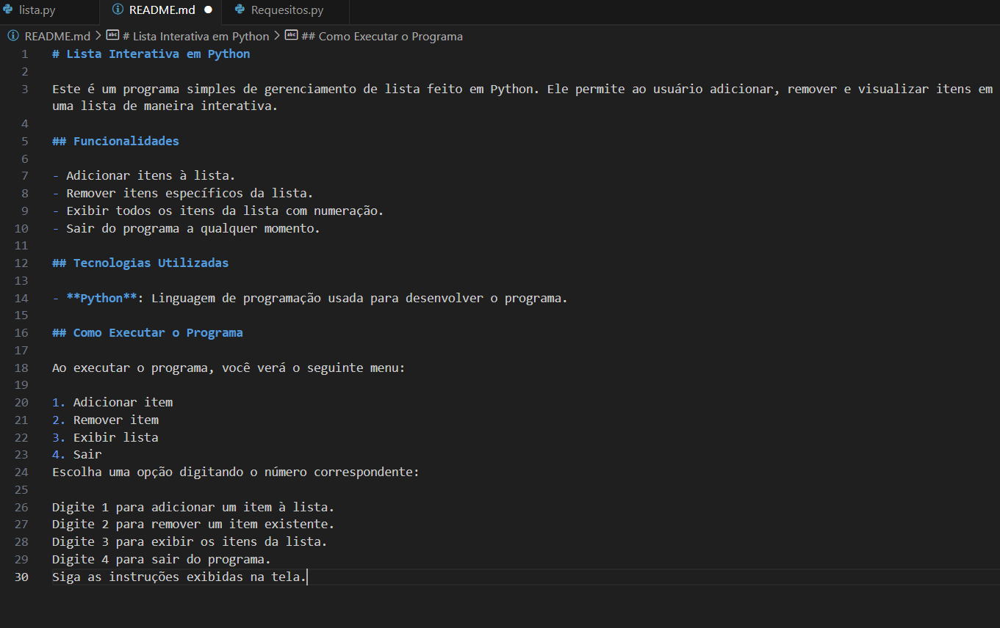 lista.py README.md Requesitos.py
README.md > # Lista Interativa em Python > ## Como Executar o Programa
1 # Lista Interativa em Python
2
3 Este é um programa simples de gerenciamento de lista feito em Python. Ele permite ao usuário adicionar, remover e visualizar itens em
uma lista de maneira interativa.
4
5 ## Funcionalidades
6
7 - Adicionar itens à lista.
8 - Remover itens específicos da lista.
9 - Exibir todos os itens da lista com numeração.
10 - Sair do programa a qualquer momento.
11
12 ## Tecnologias Utilizadas
13
14 - **Python**: Linguagem de programação usada para desenvolver o programa.
15
16 ## Como Executar o Programa
17
18 Ao executar o programa, você verá o seguinte menu:
19
20 1. Adicionar item
21 2. Remover item
22 3. Exibir lista
23 4. Sair
24 Escolha uma opção digitando o número correspondente:
25
26 Digite 1 para adicionar um item à lista.
27 Digite 2 para remover um item existente.
28 Digite 3 para exibir os itens da lista.
29 Digite 4 para sair do programa.
30 Siga as instruções exibidas na tela.